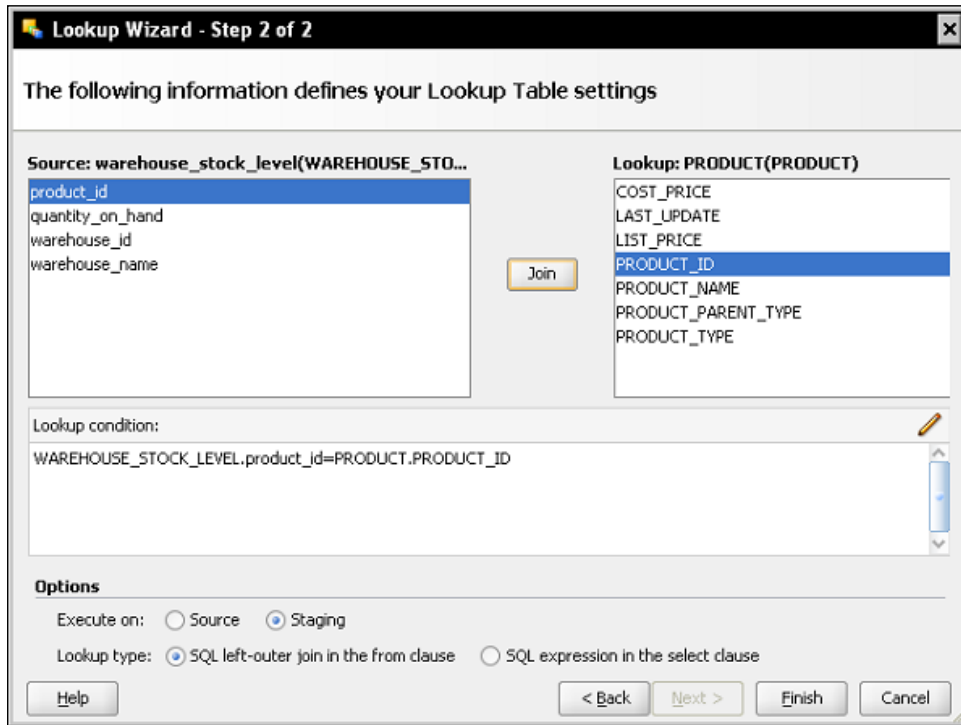 Lookup Wizard - Step 2 of 2
The following information defines your Lookup Table settings
Source: warehouse_stock_level(WAREHOUSE_STO...
product_id
quantity_on_hand
warehouse_id
warehouse_name
Join
Lookup: PRODUCT(PRODUCT)
COST_PRICE
LAST_UPDATE
LIST_PRICE
PRODUCT_ID
PRODUCT_NAME
PRODUCT_PARENT_TYPE
PRODUCT_TYPE
Lookup condition:
WAREHOUSE_STOCK_LEVEL.product_id=PRODUCT.PRODUCT_ID
Options
Execute on: Source Staging
Lookup type: SQL left-outer join in the from clause SQL expression in the select clause
Help < Back Next > Finish Cancel